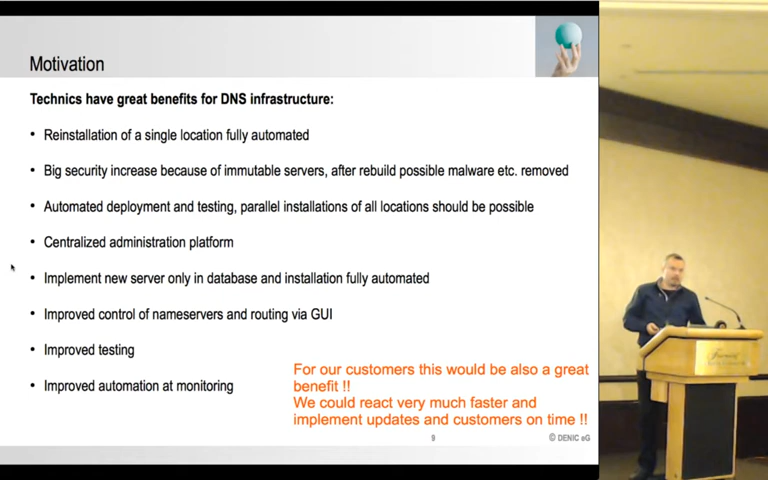 Motivation
Technics have great benefits for DNS infrastructure:
• Reinstallation of a single location fully automated
• Big security increase because of immutable servers, after rebuild possible malware etc. removed
• Automated deployment and testing, parallel installations of all locations should be possible
• Centralized administration platform
• Implement new server only in database and installation fully automated
• Improved control of nameservers and routing via GUI
• Improved testing
• Improved automation at monitoring
For our customers this would be also a great
benefit !!
We could react very much faster and
implement updates and customers on time !!
9
© DENIC eG
Fairmont